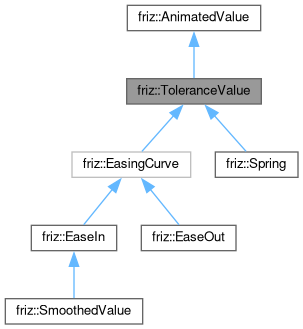 friz::AnimatedValue
friz::ToleranceValue
friz::EasingCurve
friz::Spring
friz::EaseIn
friz::EaseOut
friz::SmoothedValue